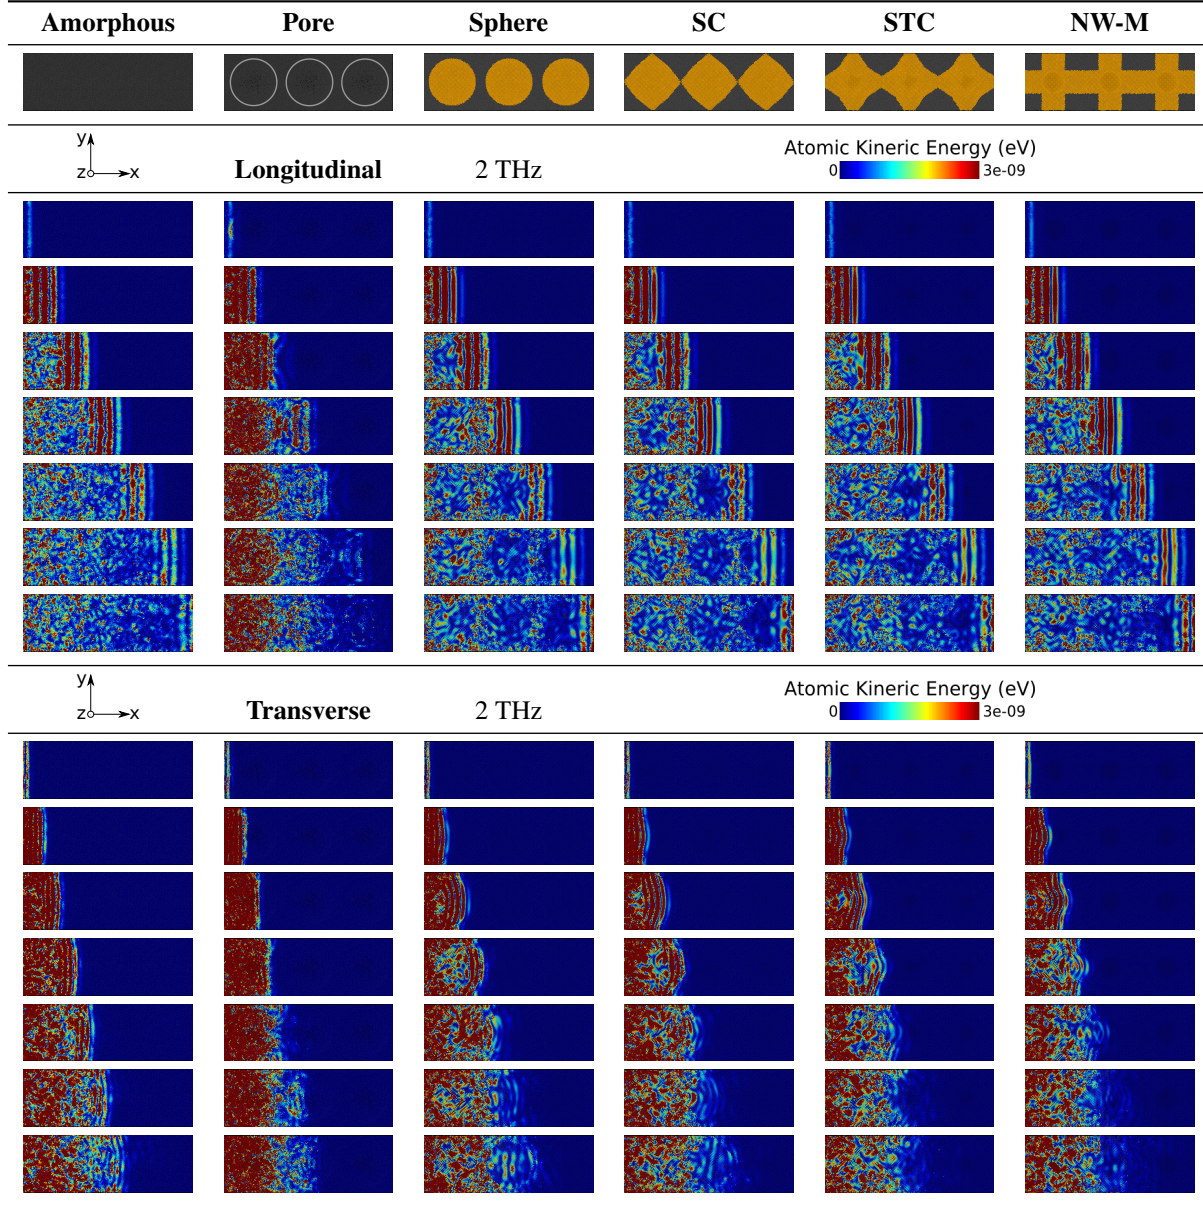 Amorphous Pore Sphere SC STC NW-M
y
z x
Longitudinal 2 THz
Atomic Kineric Energy (eV)
0 3e-09
y
z x
Transverse 2 THz
Atomic Kineric Energy (eV)
0 3e-09